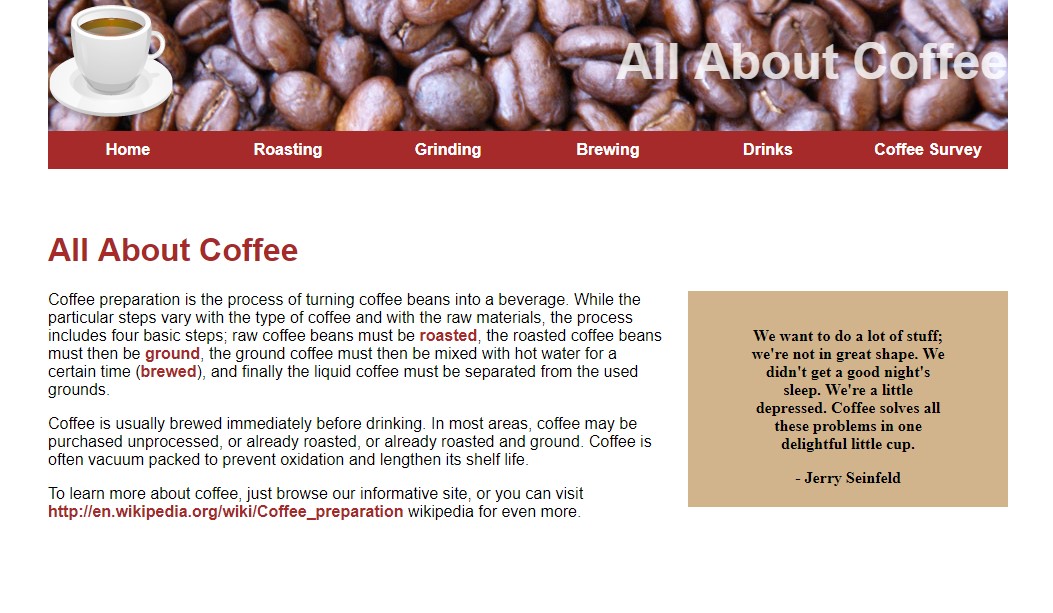 All About Coffee
Home Roasting Grinding Brewing Drinks Coffee Survey
All About Coffee
Coffee preparation is the process of turning coffee beans into a beverage. While the
particular steps vary with the type of coffee and with the raw materials, the process
includes four basic steps; raw coffee beans must be roasted, the roasted coffee beans
must then be ground, the ground coffee must then be mixed with hot water for a
certain time (brewed), and finally the liquid coffee must be separated from the used
grounds.
Coffee is usually brewed immediately before drinking. In most areas, coffee may be
purchased unprocessed, or already roasted, or already roasted and ground. Coffee is
often vacuum packed to prevent oxidation and lengthen its shelf life.
To learn more about coffee, just browse our informative site, or you can visit
http://en.wikipedia.org/wiki/Coffee_preparation wikipedia for even more.
We want to do a lot of stuff;
we're not in great shape. We
didn't get a good night's
sleep. We're a little
depressed. Coffee solves all
these problems in one
delightful little cup.
- Jerry Seinfeld